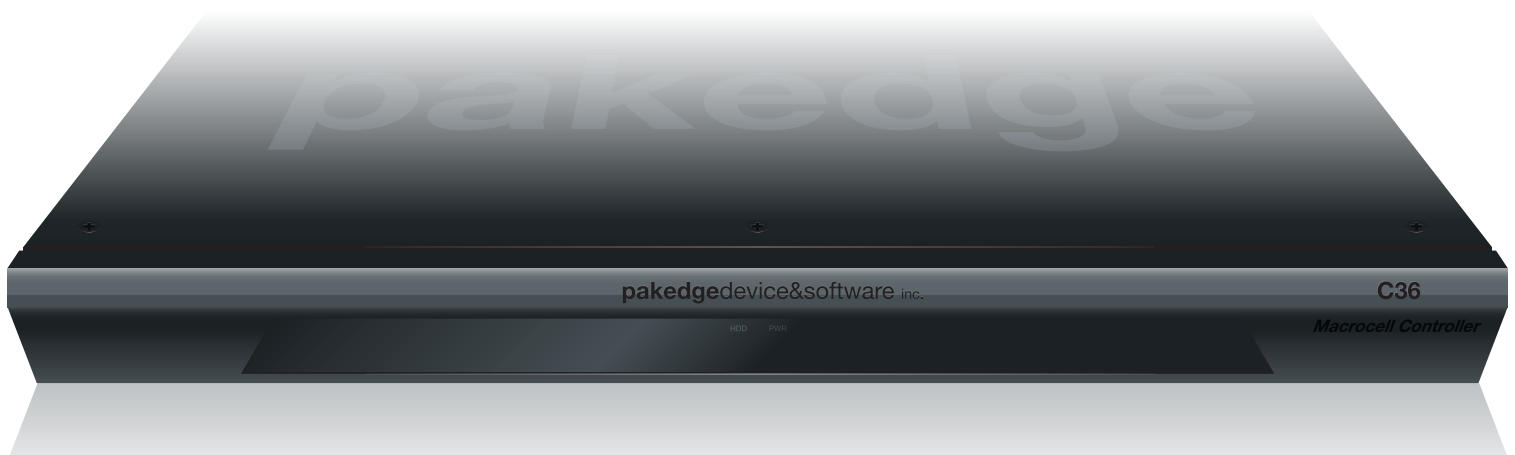 pakedge
pakedgedevice&software inc.
C36
HDD PWR
Macrocell Controller